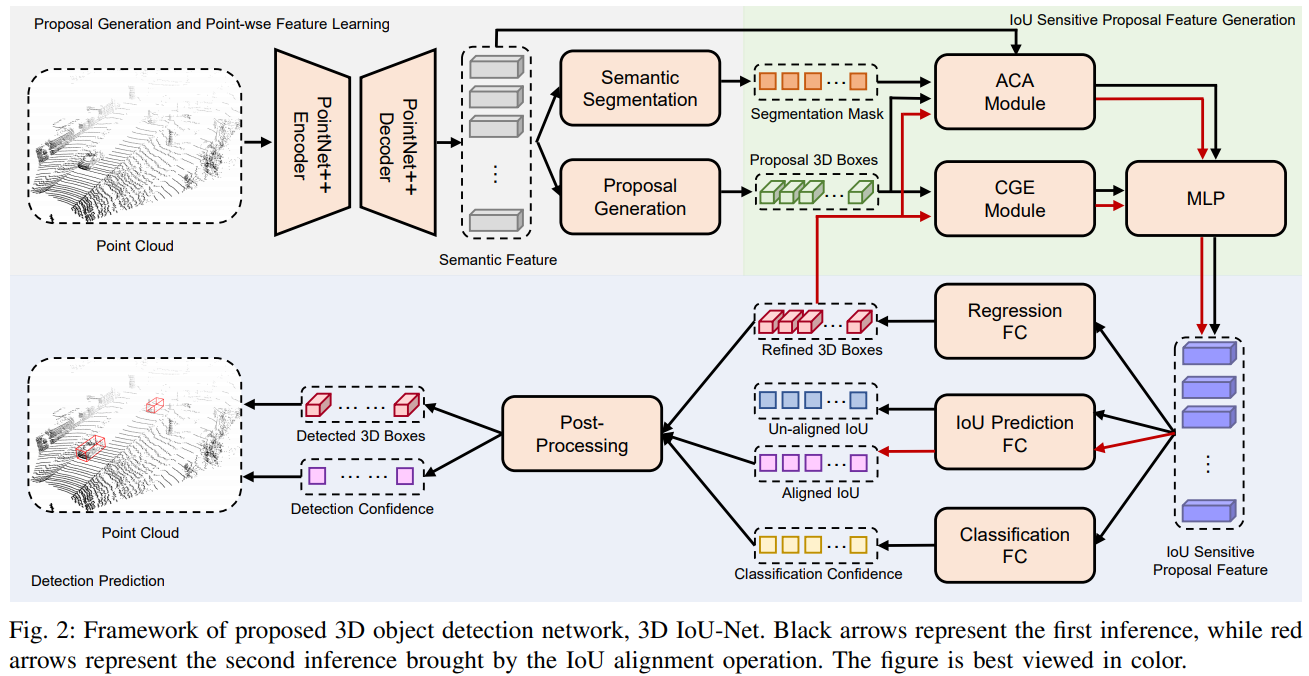 Proposal Generation and Point-wse Feature Learning
IoU Sensitive Proposal Feature Generation
Point Cloud
PointNet++
Encoder
PointNet++
Decoder
Semantic Feature
Semantic
Segmentation
Proposal
Generation
Segmentation Mask
Proposal 3D Boxes
ACA
Module
CGE
Module
MLP
Refined 3D Boxes
Regression
FC
Un-aligned IoU
IoU Prediction
FC
Aligned IoU
Classification Confidence
Classification
FC
IoU Sensitive
Proposal Feature
Post-
Processing
Detected 3D Boxes
Detection Confidence
Point Cloud
Detection Prediction
Fig. 2: Framework of proposed 3D object detection network, 3D IoU-Net. Black arrows represent the first inference, while red
arrows represent the second inference brought by the IoU alignment operation. The figure is best viewed in color.